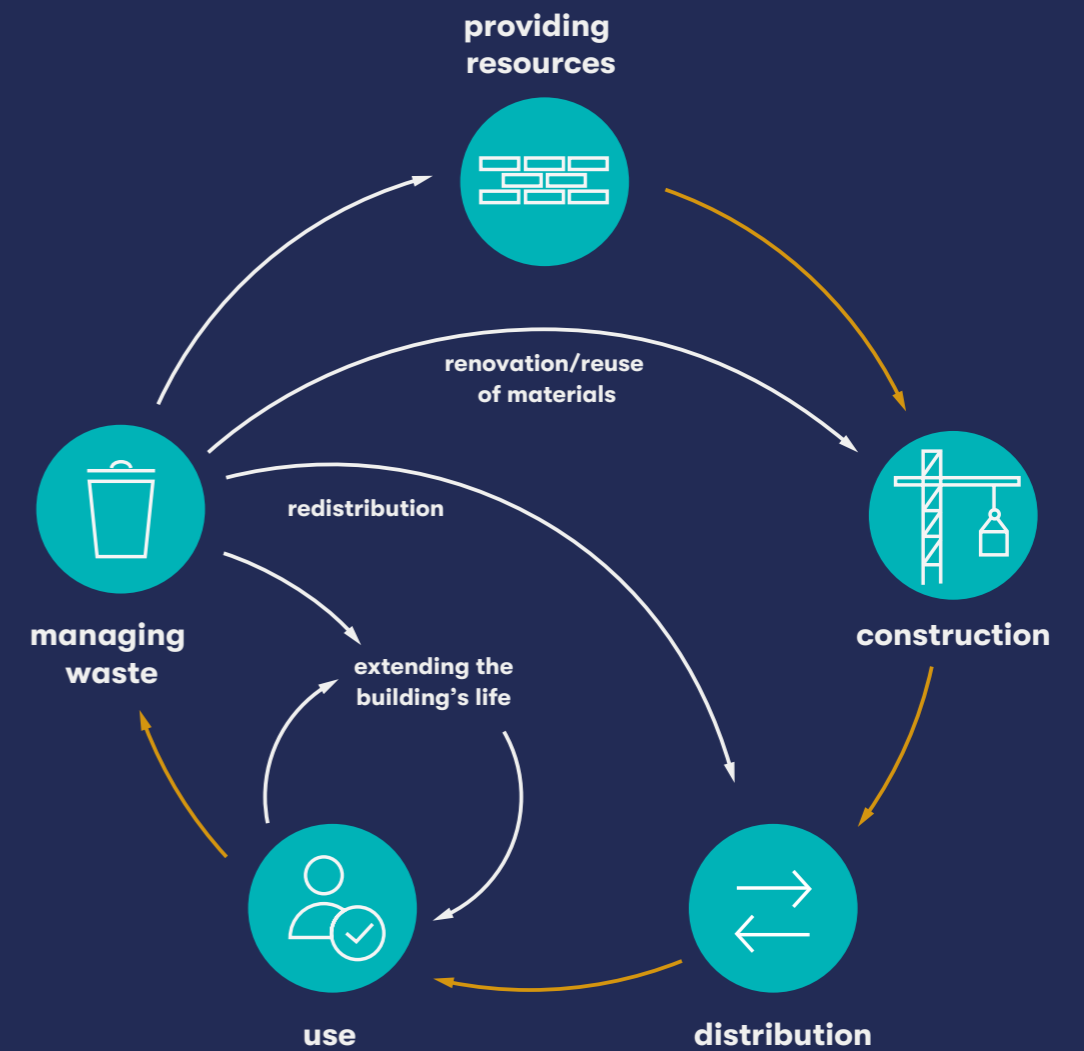 providing
resources
renovation/reuse
of materials
redistribution
managing
waste
extending the
building’s life
construction
use
distribution